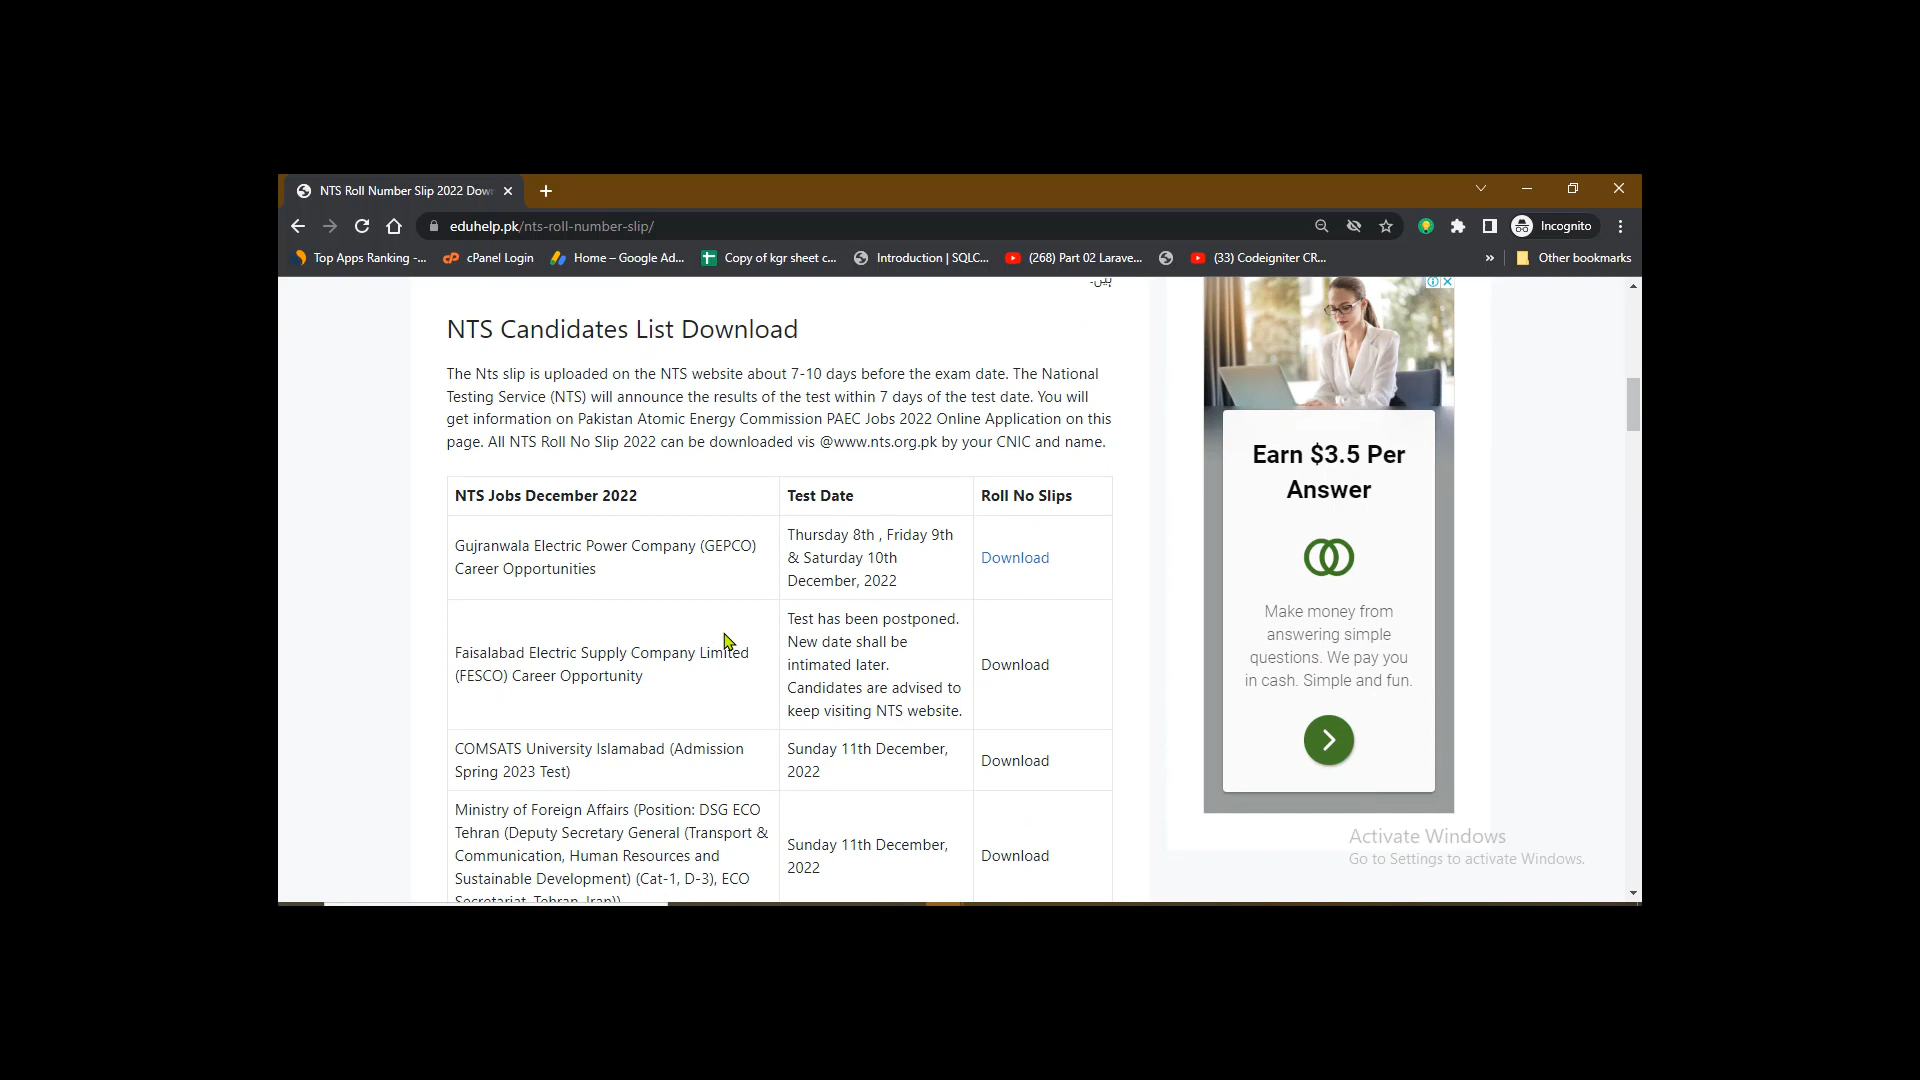 NTS Roll Number Slip 2022 Dow
eduhelp.pk/nts-roll-number-slip/
Incognito
Top Apps Ranking -...
cPanel Login
Home – Google Ad...
Copy of kgr sheet c...
Introduction | SQLC...
(268) Part 02 Larave...
(33) Codeigniter CR...
»
Other bookmarks
NTS Candidates List Download
The Nts slip is uploaded on the NTS website about 7-10 days before the exam date. The National
Testing Service (NTS) will announce the results of the test within 7 days of the test date. You will
get information on Pakistan Atomic Energy Commission PAEC Jobs 2022 Online Application on this
page. All NTS Roll No Slip 2022 can be downloaded vis @www.nts.org.pk by your CNIC and name.
NTS Jobs December 2022
Test Date
Roll No Slips
Gujranwala Electric Power Company (GEPCO)
Career Opportunities
Thursday 8th , Friday 9th
& Saturday 10th
December, 2022
Download
Faisalabad Electric Supply Company Limited
(FESCO) Career Opportunity
Test has been postponed.
New date shall be
intimated later.
Candidates are advised to
keep visiting NTS website.
Download
COMSATS University Islamabad (Admission
Spring 2023 Test)
Sunday 11th December,
2022
Download
Ministry of Foreign Affairs (Position: DSG ECO
Tehran (Deputy Secretary General (Transport &
Communication, Human Resources and
Sustainable Development) (Cat-1, D-3), ECO
Secretariat, Tehran, Iran))
Sunday 11th December,
2022
Download
Earn $3.5 Per
Answer
Make money from
answering simple
questions. We pay you
in cash. Simple and fun.
Activate Windows
Go to Settings to activate Windows.